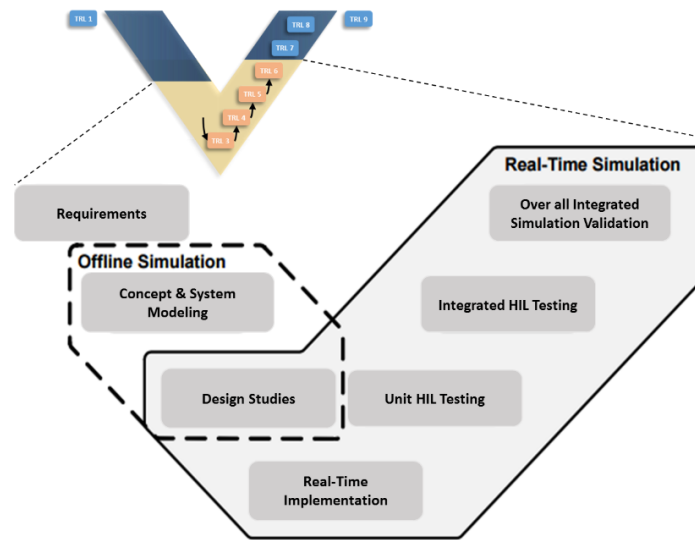 TRL 1
TRL 8
TRL 9
TRL 7
TRL 6
TRL 5
TRL 4
TRL 3
Real-Time Simulation
Requirements
Over all Integrated
Simulation Validation
Offline Simulation
Concept & System
Modeling
Integrated HIL Testing
Design Studies
Unit HIL Testing
Real-Time
Implementation